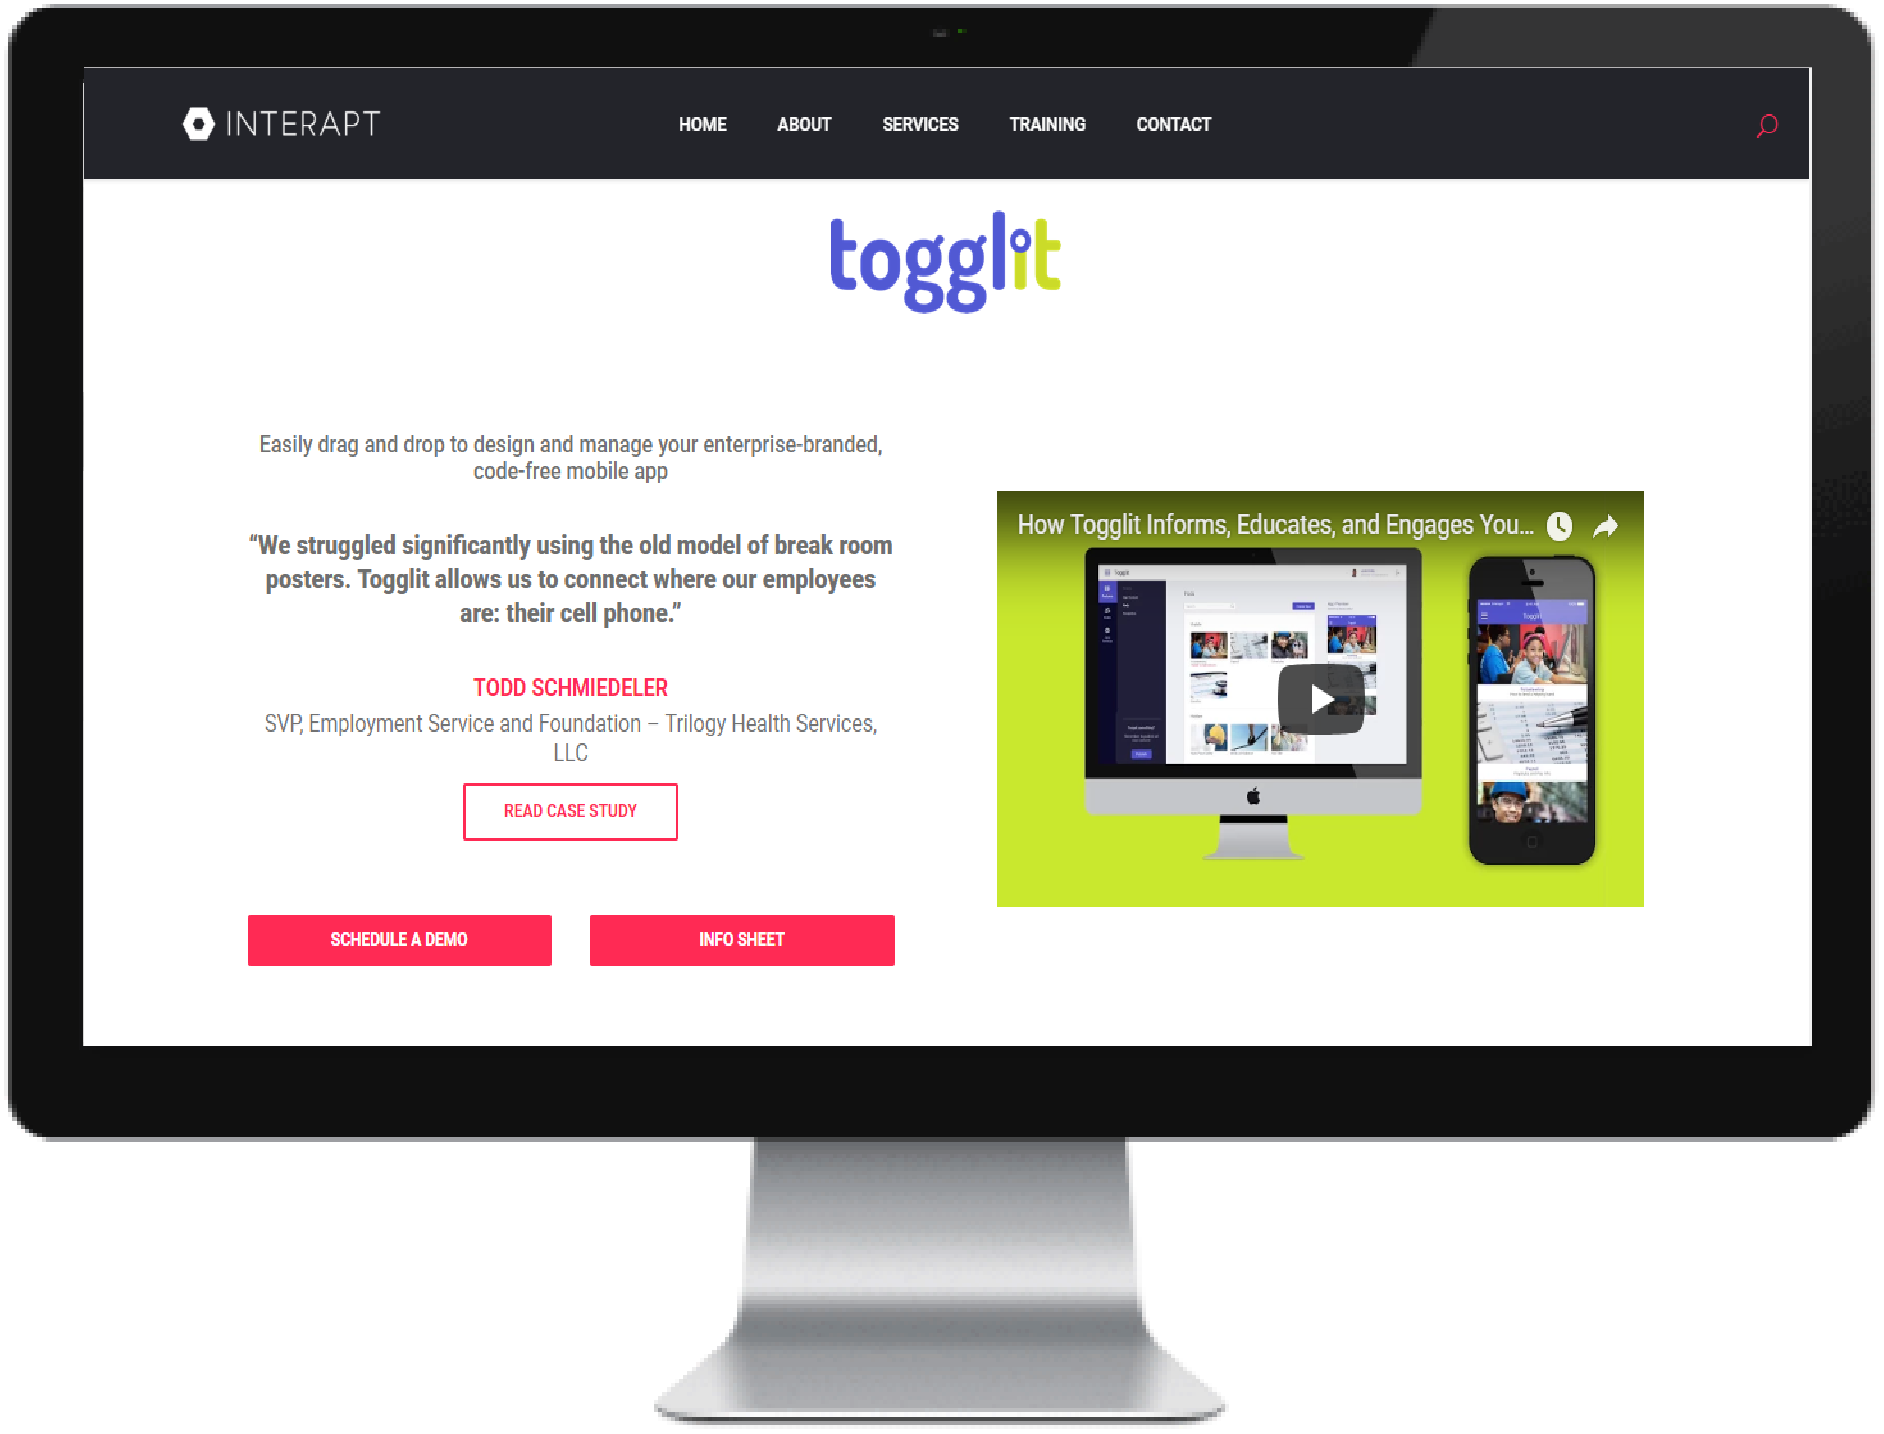 INTERAPT
HOME ABOUT SERVICES TRAINING CONTACT
togglit
Easily drag and drop to design and manage your enterprise-branded,
code-free mobile app
“We struggled significantly using the old model of break room
posters. Togglit allows us to connect where our employees
are: their cell phone.”
TODD SCHMIEDELER
SVP, Employment Service and Foundation – Trilogy Health Services,
LLC
READ CASE STUDY
SCHEDULE A DEMO INFO SHEET
How Togglit Informs, Educates, and Engages You...
Togglit
Togglit